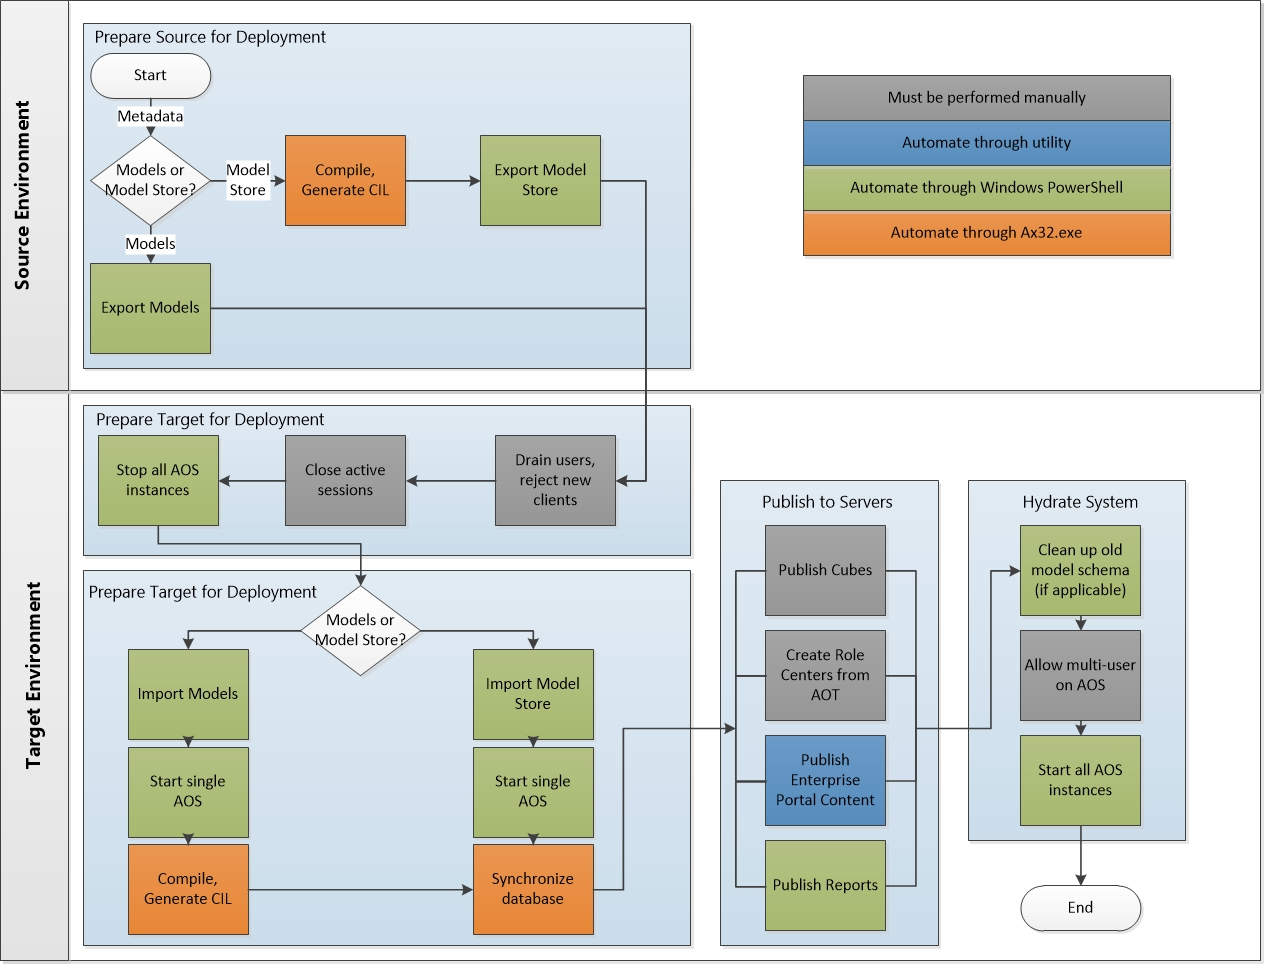 Source Environment
Prepare Source for Deployment
Start
Metadata
Models or
Model Store?
Model
Store
Compile,
Generate CIL
Export Model
Store
Models
Export Models
Must be performed manually
Automate through utility
Automate through Windows PowerShell
Automate through Ax32.exe
Target Environment
Prepare Target for Deployment
Stop all AOS
instances
Close active
sessions
Drain users,
reject new
clients
Prepare Target for Deployment
Models or
Model Store?
Import Models
Start single
AOS
Compile,
Generate CIL
Import Model
Store
Start single
AOS
Synchronize
database
Publish to Servers
Publish Cubes
Create Role
Centers from
AOT
Publish
Enterprise
Portal Content
Publish Reports
Hydrate System
Clean up old
model schema
(if applicable)
Allow multi-user
on AOS
Start all AOS
instances
End